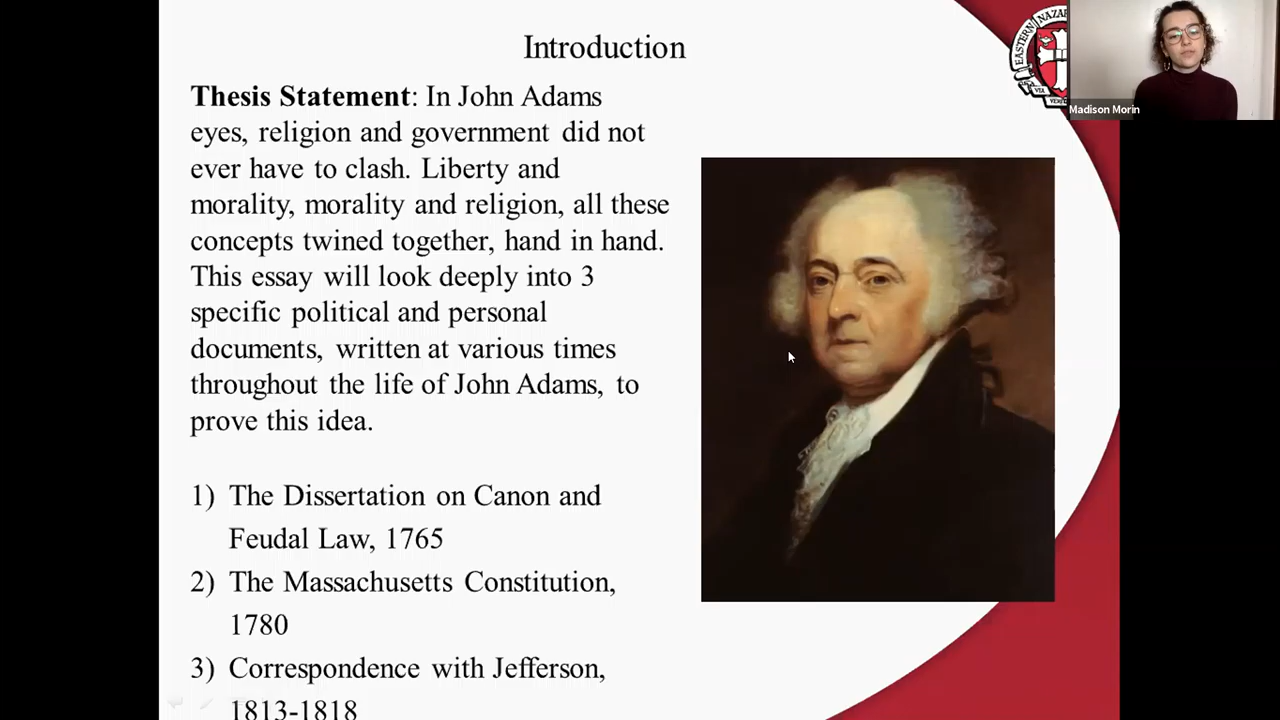 Introduction
Thesis Statement: In John Adams
eyes, religion and government did not
ever have to clash. Liberty and
morality, morality and religion, all these
concepts twined together, hand in hand.
This essay will look deeply into 3
specific political and personal
documents, written at various times
throughout the life of John Adams, to
prove this idea.
1) The Dissertation on Canon and
Feudal Law, 1765
2) The Massachusetts Constitution,
1780
3) Correspondence with Jefferson,
1813-1818
EASTERN
VIA
Madison Morin